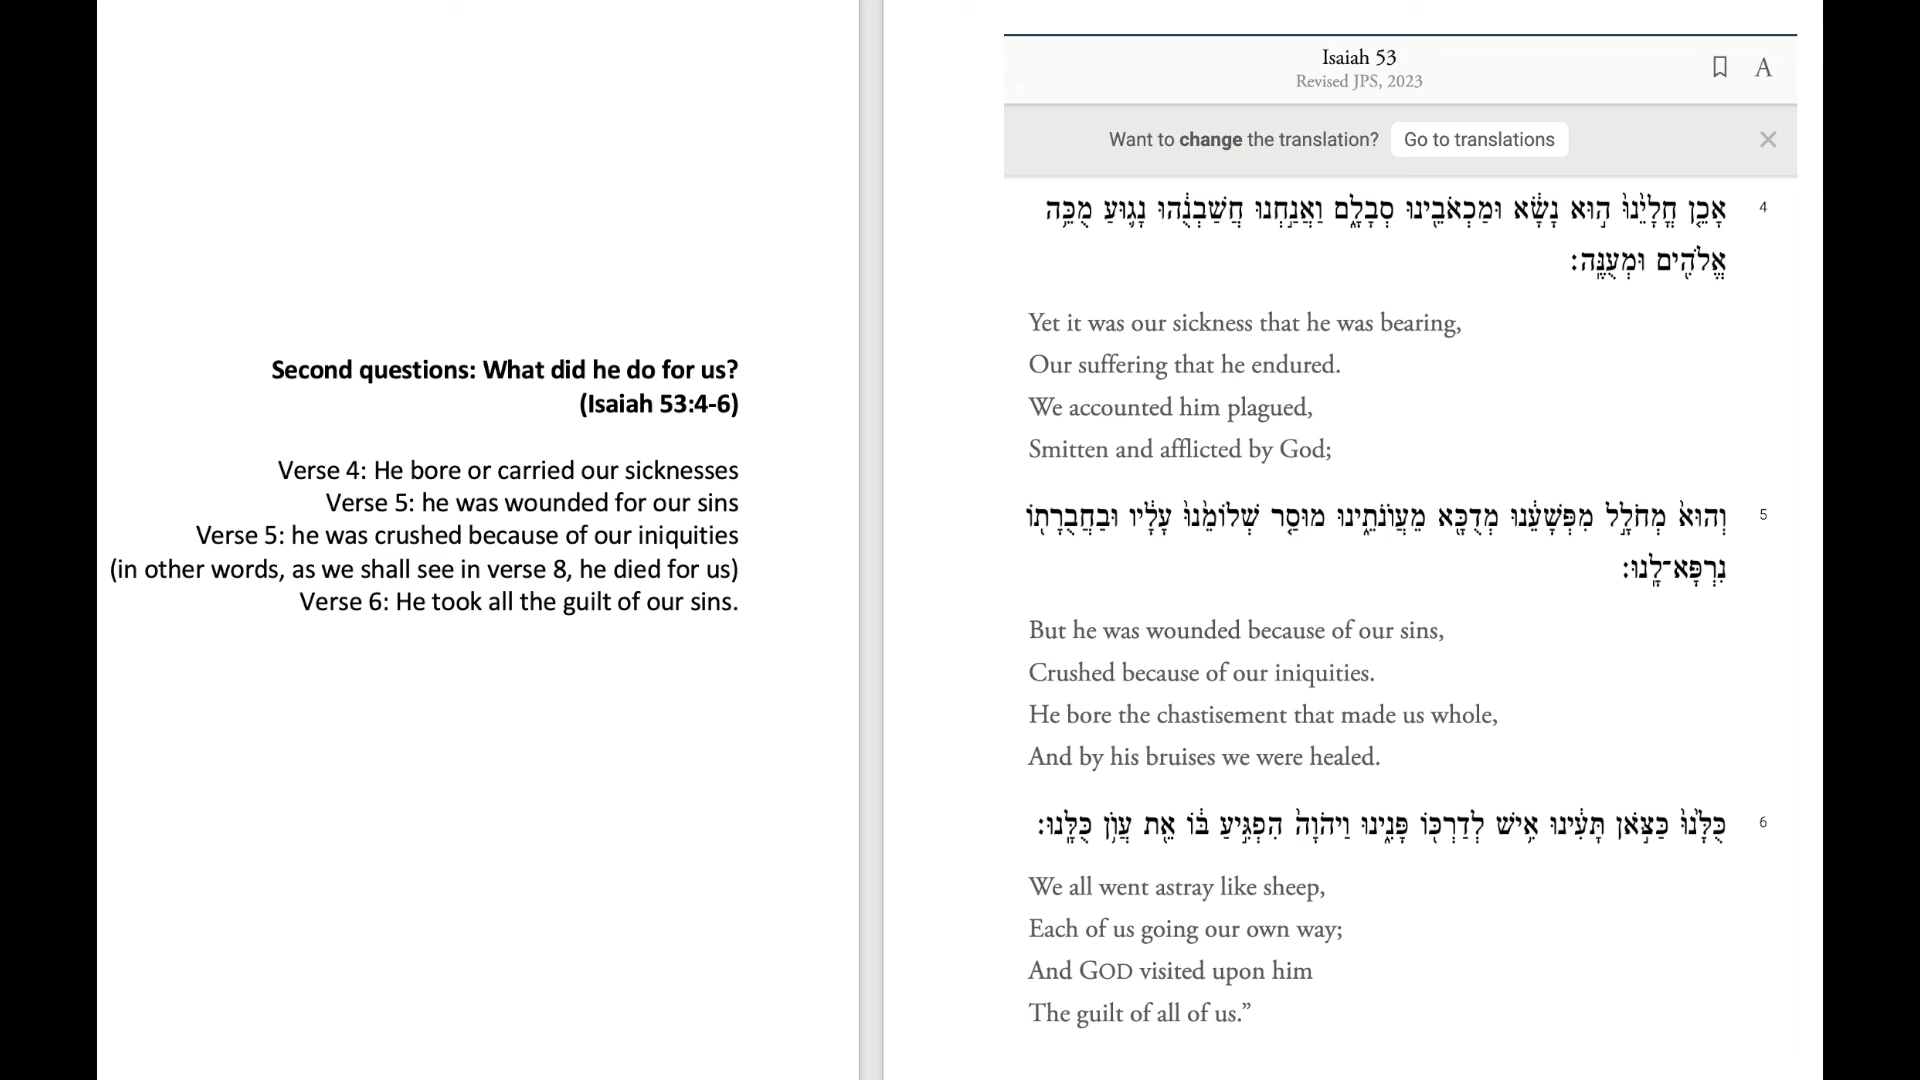 Second questions: What did he do for us?
(Isaiah 53:4-6)
Verse 4: He bore or carried our sicknesses
Verse 5: he was wounded for our sins
Verse 5: he was crushed because of our iniquities
(in other words, as we shall see in verse 8, he died for us)
Verse 6: He took all the guilt of our sins.
Isaiah 53
Revised JPS, 2023
A
Want to change the translation? Go to translations
4
אָכֵ֤ן חֳלָיֵ֙נוּ֙ ה֣וּא נָשָׂ֔א וּמַכְאֹבֵ֖ינוּ סְבָלָ֑ם וַאֲנַ֣חְנוּ חֲשַׁבְנֻ֔הוּ נָג֛וּעַ מֻכֵּ֥ה
אֱלֹהִ֖ים וּמְעֻנֶּֽה׃
Yet it was our sickness that he was bearing,
Our suffering that he endured.
We accounted him plagued,
Smitten and afflicted by God;
5
וְהוּא֙ מְחֹלָ֣ל מִפְּשָׁעֵ֔נוּ מְדֻכָּ֖א מֵעֲוֺנֹתֵ֑ינוּ מוּסַ֤ר שְׁלוֹמֵ֙נוּ֙ עָלָ֔יו וּבַחֲבֻרָת֖וֹ
נִרְפָּא־לָֽנוּ׃
But he was wounded because of our sins,
Crushed because of our iniquities.
He bore the chastisement that made us whole,
And by his bruises we were healed.
6
כֻּלָּ֙נוּ֙ כַּצֹּ֣אן תָּעִ֔ינוּ אִ֥ישׁ לְדַרְכּ֖וֹ פָּנִ֑ינוּ וַיהֹוָה֙ הִפְגִּ֣יעַ בּ֔וֹ אֵ֖ת עֲוֺ֥ן כֻּלָּֽנוּ׃
We all went astray like sheep,
Each of us going our own way;
And GOD visited upon him
The guilt of all of us.”